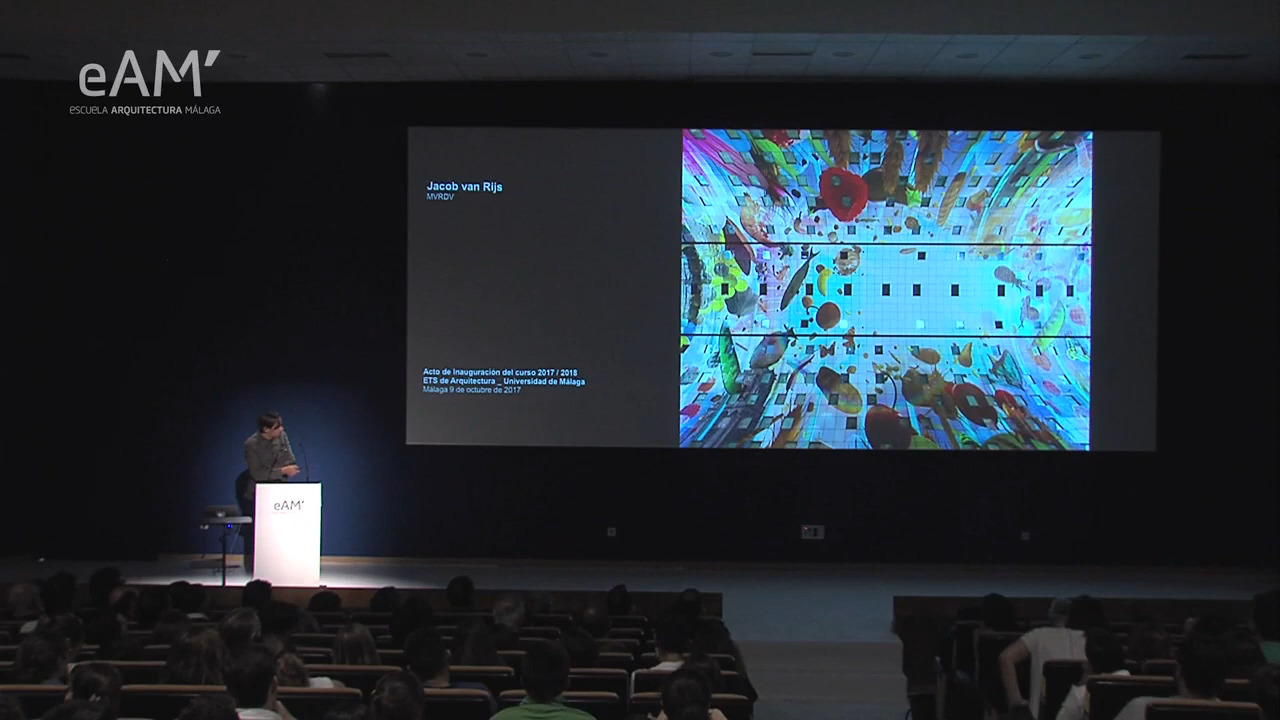 eAM'
ESCUELA ARQUITECTURA MÁLAGA
Jacob van Rijs
MVRDV
Acto de Inauguración del curso 2017 / 2018
ETS de Arquitectura _ Universidad de Málaga
Málaga 9 de octubre de 2017
eAM'